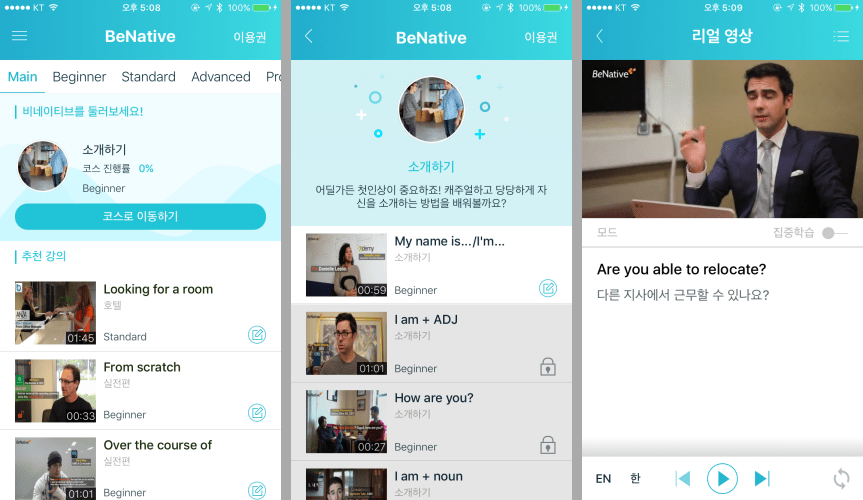 KT 오후 5:08 100%
BeNative 이용권
Main Beginner Standard Advanced Pr
비네이티브를 둘러보세요!
소개하기
코스 진행률 0%
Beginner
코스로 이동하기
추천 강의
Looking for a room
호텔
01:45 Standard
From scratch
실전편
00:33 Beginner
Over the course of
실전편
01:01 Beginner
KT 오후 5:08 100%
BeNative 이용권
소개하기
어딜가든 첫인상이 중요하죠! 캐주얼하고 당당하게 자
신을 소개하는 방법을 배워볼까요?
My name is.../I'm...
소개하기
Danielle Leslie
00:59 Beginner
I am + ADJ
소개하기
01:01 Beginner
How are you?
소개하기
00:27 Beginner
I am + noun
소개하기
KT 오후 5:09 100%
리얼 영상
BeNative
모드 집중학습
Are you able to relocate?
다른 지사에서 근무할 수 있나요?
EN 한